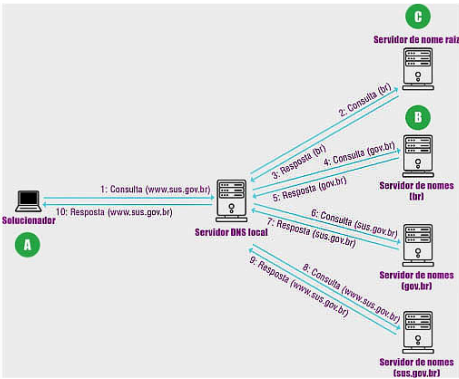 C
Servidor de nome raiz
2: Consulta (br)
3: Resposta (br)
B
4: Consulta (gov.br)
5: Resposta (gov.br)
Servidor de nomes
(br)
1: Consulta (www.sus.gov.br)
10: Resposta (www.sus.gov.br)
Solucionador
A
Servidor DNS local
6: Consulta (sus.gov.br)
7: Resposta (sus.gov.br)
Servidor de nomes
(gov.br)
8: Consulta (www.sus.gov.br)
9: Resposta (www.sus.gov.br)
Servidor de nomes
(sus.gov.br)